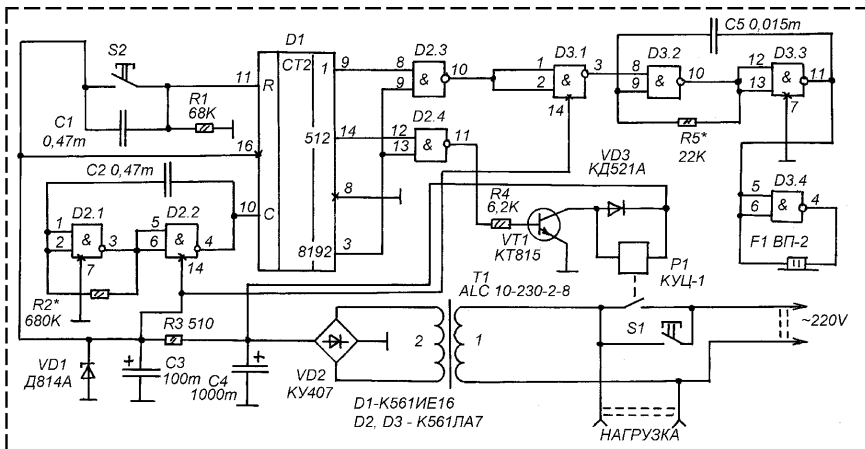 S2
C1
0,47m
R1
68K
11
16
R
D1
CT2
1
512
8192
9
14
8
3
8
9
D2.3
&
10
12
13
D2.4
&
11
1
2
D3.1
&
3
14
8
9
D3.2
&
10
C5 0,015m
12
13
D3.3
&
11
7
R5*
22K
5
6
D3.4
&
4
F1 ВП-2
C2 0,47m
D2.1
1
2
&
3
7
D2.2
5
6
&
4
14
10
C
R2*
680K
R4
6,2K
VT1
KT815
VD3
КД521А
P1
КУЦ-1
T1
ALC 10-230-2-8
2
1
S1
~220V
R3 510
VD1
Д814А
C3
100m
C4
1000m
VD2
КУ407
D1-К561ИЕ16
D2, D3 - К561ЛА7
НАГРУЗКА